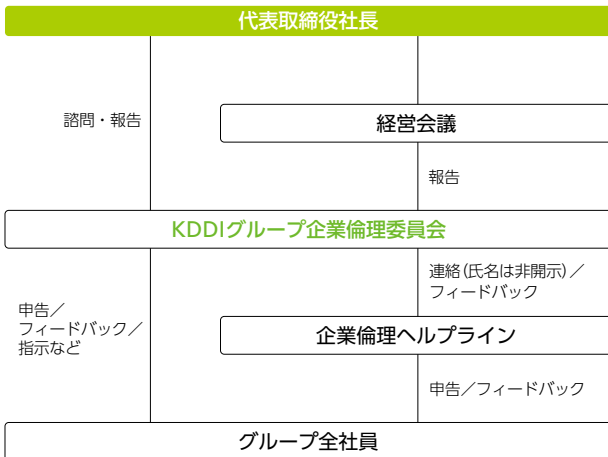 代表取締役社長
諮問・報告
経営会議
報告
KDDIグループ企業倫理委員会
連絡(氏名は非開示)／
フィードバック
申告／
フィードバック／
指示など
企業倫理ヘルプライン
申告／フィードバック
グループ全社員